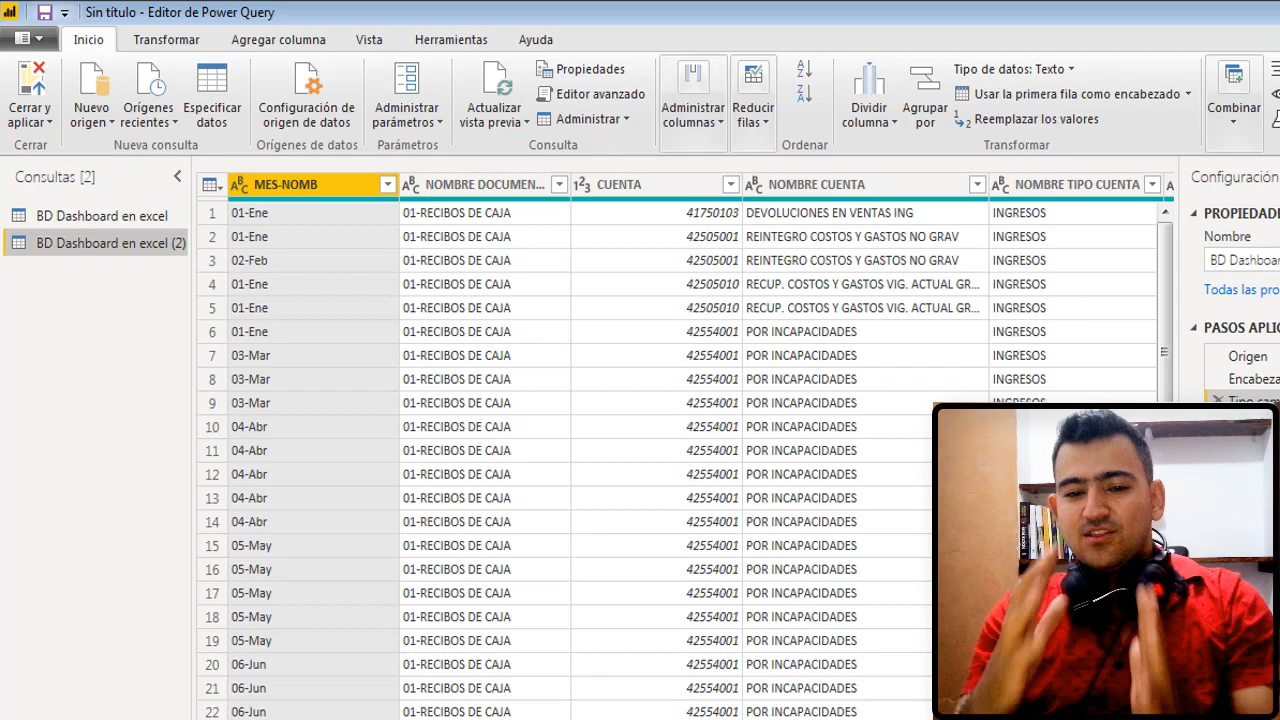 Sin título - Editor de Power Query
Inicio Transformar Agregar columna Vista Herramientas Ayuda
Cerrar y aplicar
Nuevo origen
Orígenes recientes
Especificar datos
Configuración de origen de datos
Administrar parámetros
Actualizar vista previa
Propiedades
Editor avanzado
Administrar
Administrar columnas
Reducir filas
Dividir columna
Agrupar por
Tipo de datos: Texto
Usar la primera fila como encabezado
Reemplazar los valores
Combinar
Cerrar Nueva consulta Orígenes de datos Parámetros Consulta Ordenar Transformar
Consultas [2]
BD Dashboard en excel
BD Dashboard en excel (2)
MES-NOMB NOMBRE DOCUMEN... CUENTA NOMBRE CUENTA NOMBRE TIPO CUENTA
1 01-Ene 01-RECIBOS DE CAJA 41750103 DEVOLUCIONES EN VENTAS ING INGRESOS
2 01-Ene 01-RECIBOS DE CAJA 42505001 REINTEGRO COSTOS Y GASTOS NO GRAV INGRESOS
3 02-Feb 01-RECIBOS DE CAJA 42505001 REINTEGRO COSTOS Y GASTOS NO GRAV INGRESOS
4 01-Ene 01-RECIBOS DE CAJA 42505010 RECUP. COSTOS Y GASTOS VIG. ACTUAL GR... INGRESOS
5 01-Ene 01-RECIBOS DE CAJA 42505010 RECUP. COSTOS Y GASTOS VIG. ACTUAL GR... INGRESOS
6 01-Ene 01-RECIBOS DE CAJA 42554001 POR INCAPACIDADES INGRESOS
7 03-Mar 01-RECIBOS DE CAJA 42554001 POR INCAPACIDADES INGRESOS
8 03-Mar 01-RECIBOS DE CAJA 42554001 POR INCAPACIDADES INGRESOS
9 03-Mar 01-RECIBOS DE CAJA 42554001 POR INCAPACIDADES INGRESOS
10 04-Abr 01-RECIBOS DE CAJA 42554001 POR INCAPACIDADES
11 04-Abr 01-RECIBOS DE CAJA 42554001 POR INCAPACIDADES
12 04-Abr 01-RECIBOS DE CAJA 42554001 POR INCAPACIDADES
13 04-Abr 01-RECIBOS DE CAJA 42554001 POR INCAPACIDADES
14 04-Abr 01-RECIBOS DE CAJA 42554001 POR INCAPACIDADES
15 05-May 01-RECIBOS DE CAJA 42554001 POR INCAPACIDADES
16 05-May 01-RECIBOS DE CAJA 42554001 POR INCAPACIDADES
17 05-May 01-RECIBOS DE CAJA 42554001 POR INCAPACIDADES
18 05-May 01-RECIBOS DE CAJA 42554001 POR INCAPACIDADES
19 05-May 01-RECIBOS DE CAJA 42554001 POR INCAPACIDADES
20 06-Jun 01-RECIBOS DE CAJA 42554001 POR INCAPACIDADES
21 06-Jun 01-RECIBOS DE CAJA 42554001 POR INCAPACIDADES
22 06-Jun 01-RECIBOS DE CAJA 42554001 POR INCAPACIDADES
Configuración
PROPIEDADE
Nombre
BD Dashboa
Todas las pro
PASOS APLIC
Origen
Encabeza